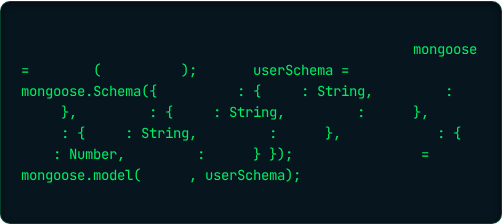 mongoose
= ( ); userSchema =
mongoose.Schema({ : { : String, :
}, : { : String, : },
: { : String, : }, : {
: Number, : } }); =
mongoose.model( , userSchema);